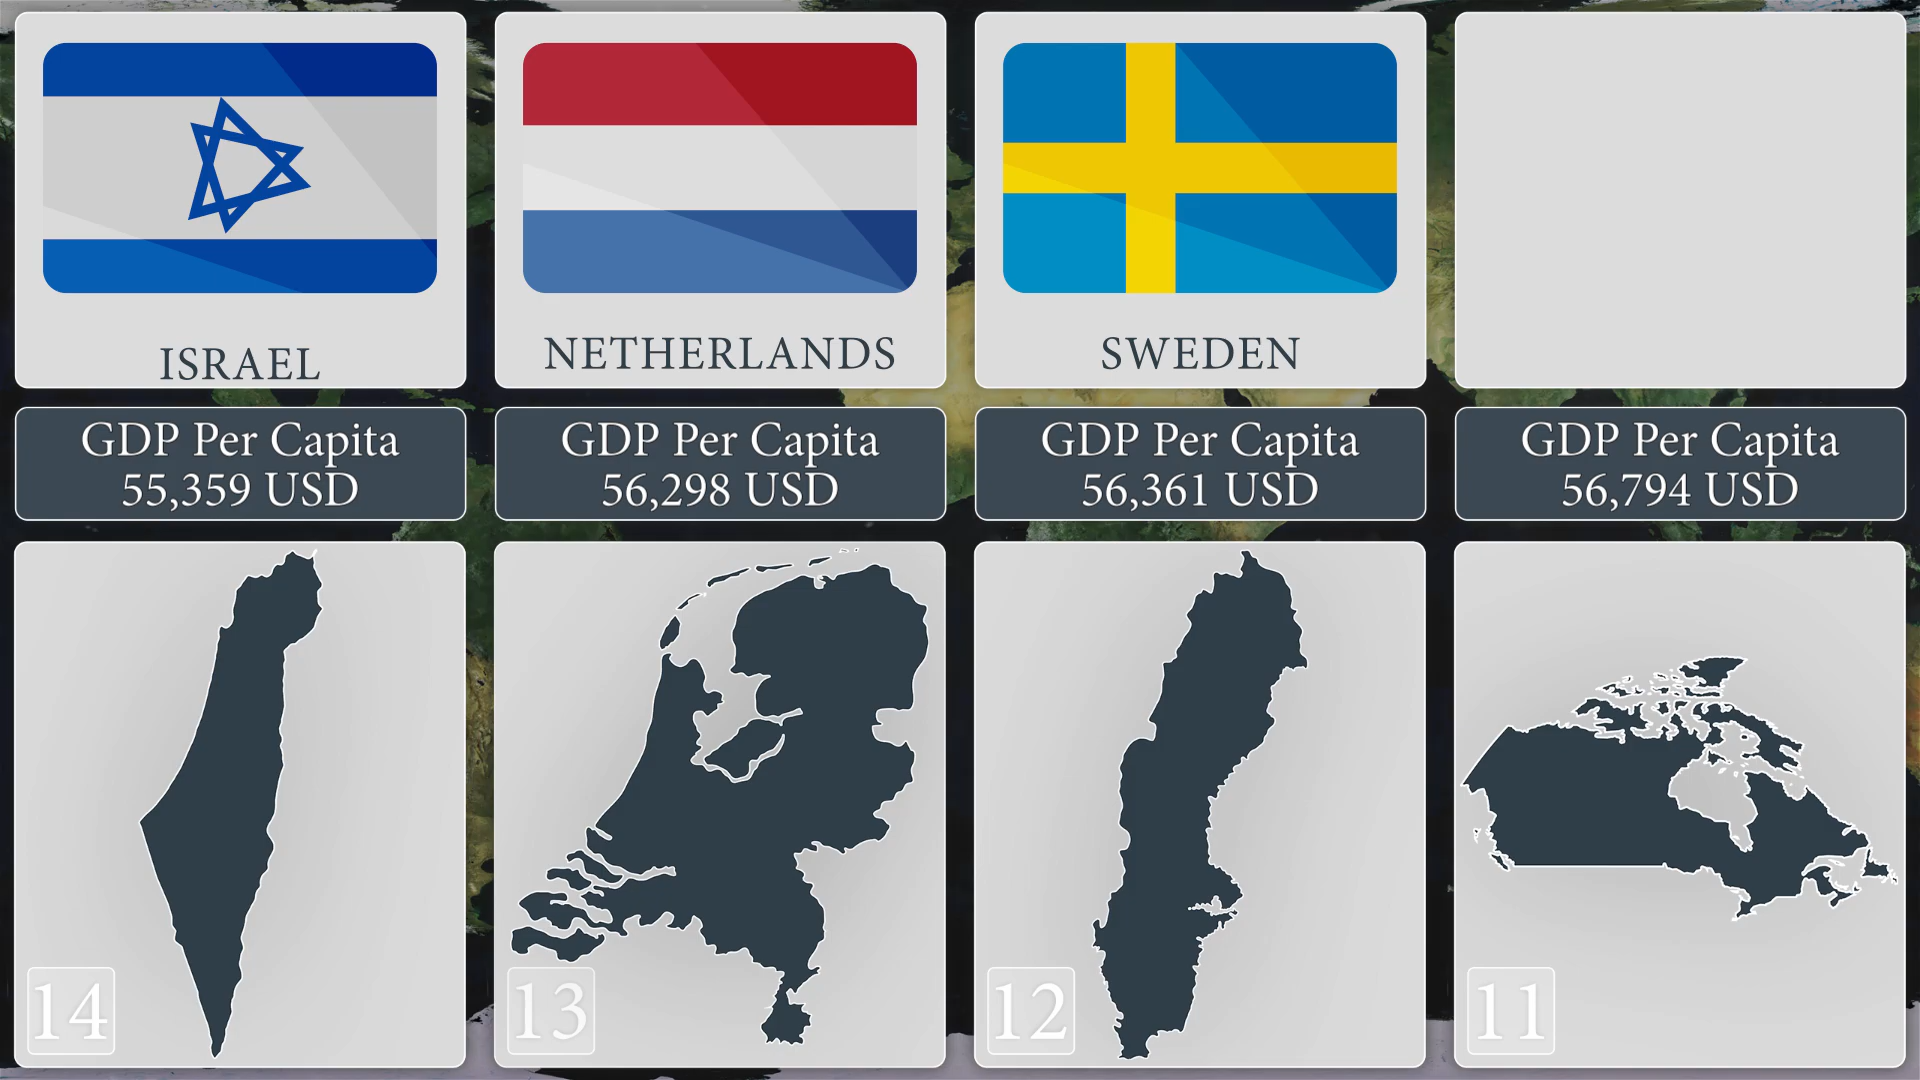 ISRAEL
NETHERLANDS
SWEDEN
GDP Per Capita
55,359 USD
GDP Per Capita
56,298 USD
GDP Per Capita
56,361 USD
GDP Per Capita
56,794 USD
14
13
12
11